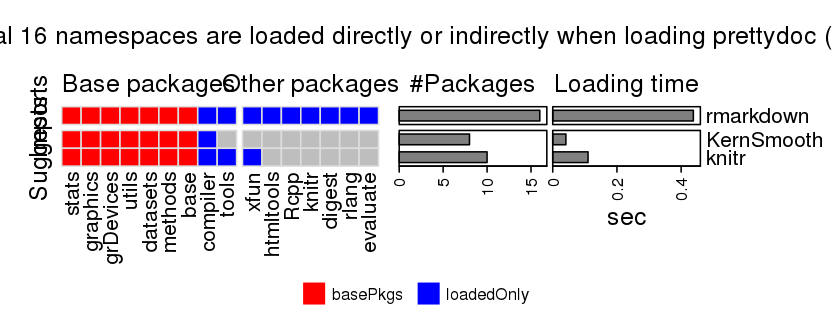 al 16 namespaces are loaded directly or indirectly when loading prettydoc (
Base packages Other packages #Packages Loading time
rmarkdown
KernSmooth
knitr
Suggests
stats graphics grDevices utils datasets methods base compiler tools xfun htmltools Rcpp knitr digest rlang evaluate
0 5 10 15 0 0.2 0.4
sec
basePkgs loadedOnly